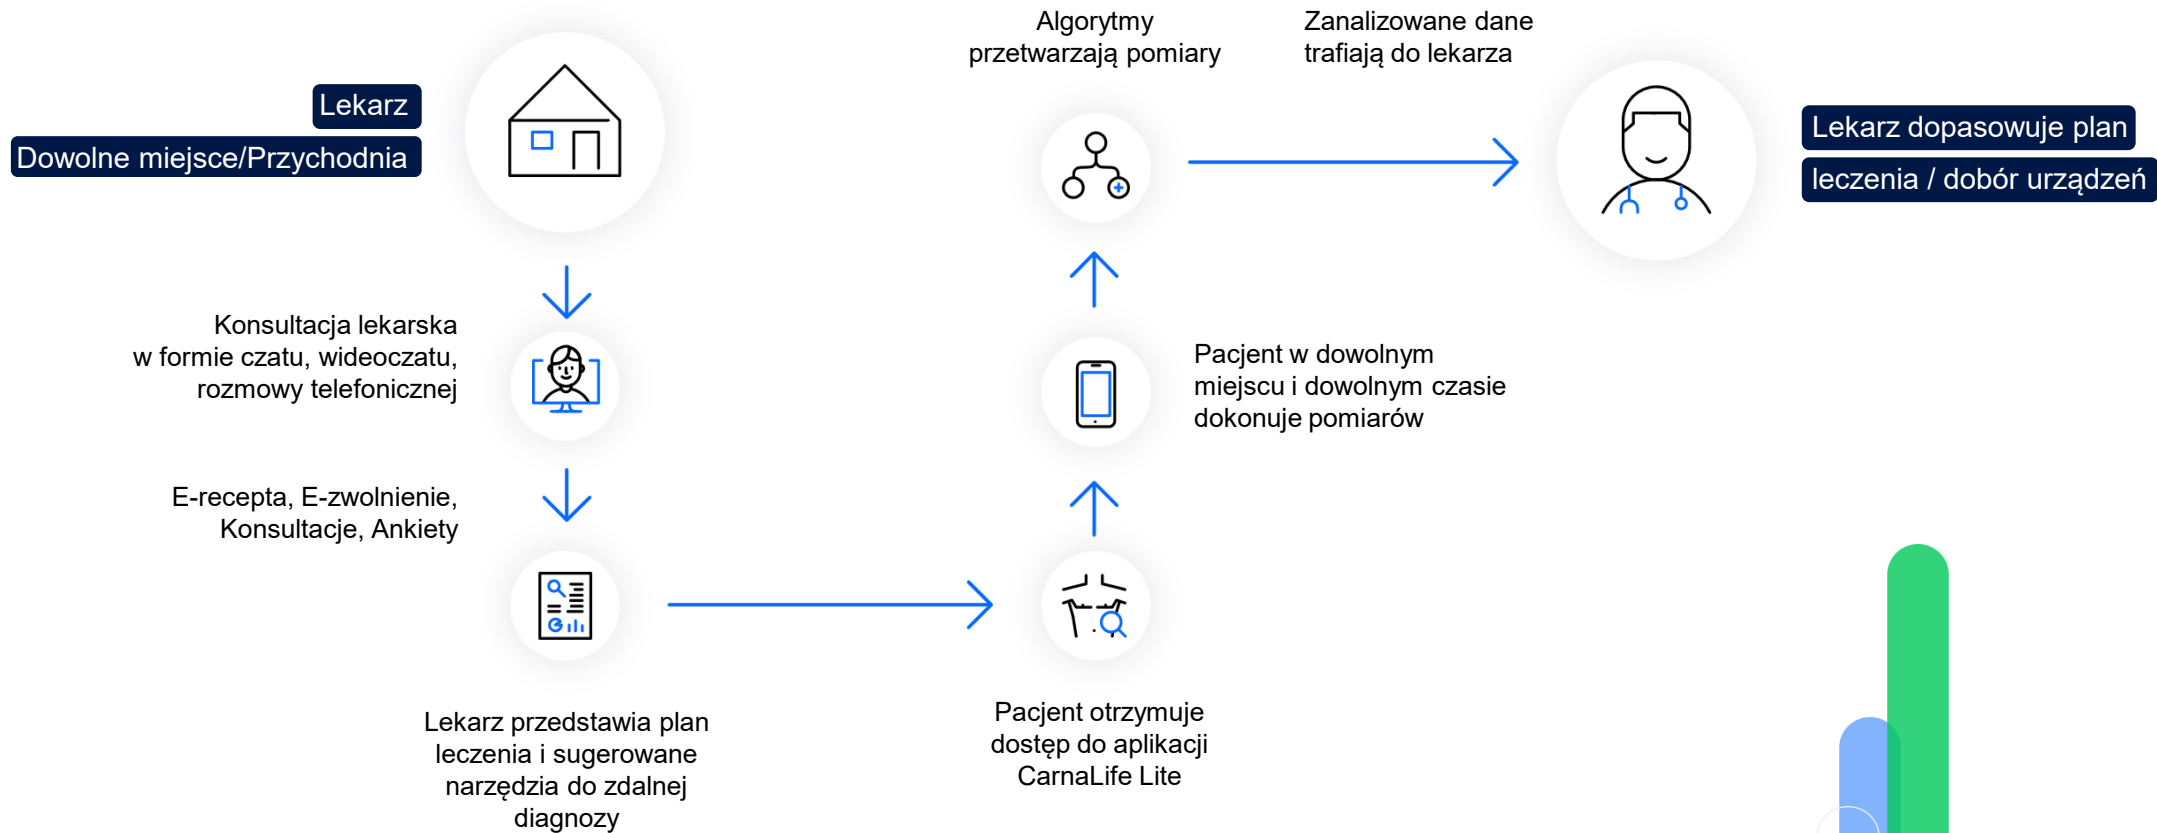 Lekarz
Dowolne miejsce/Przychodnia
Konsultacja lekarska
w formie czatu, wideoczatu,
rozmowy telefonicznej
E-recepta, E-zwolnienie,
Konsultacje, Ankiety
Lekarz przedstawia plan
leczenia i sugerowane
narzędzia do zdalnej
diagnozy
Pacjent otrzymuje
dostęp do aplikacji
CarnaLife Lite
Pacjent w dowolnym
miejscu i dowolnym czasie
dokonuje pomiarów
Algorytmy
przetwarzają pomiary
Zanalizowane dane
trafiają do lekarza
Lekarz dopasowuje plan
leczenia / dobór urządzeń